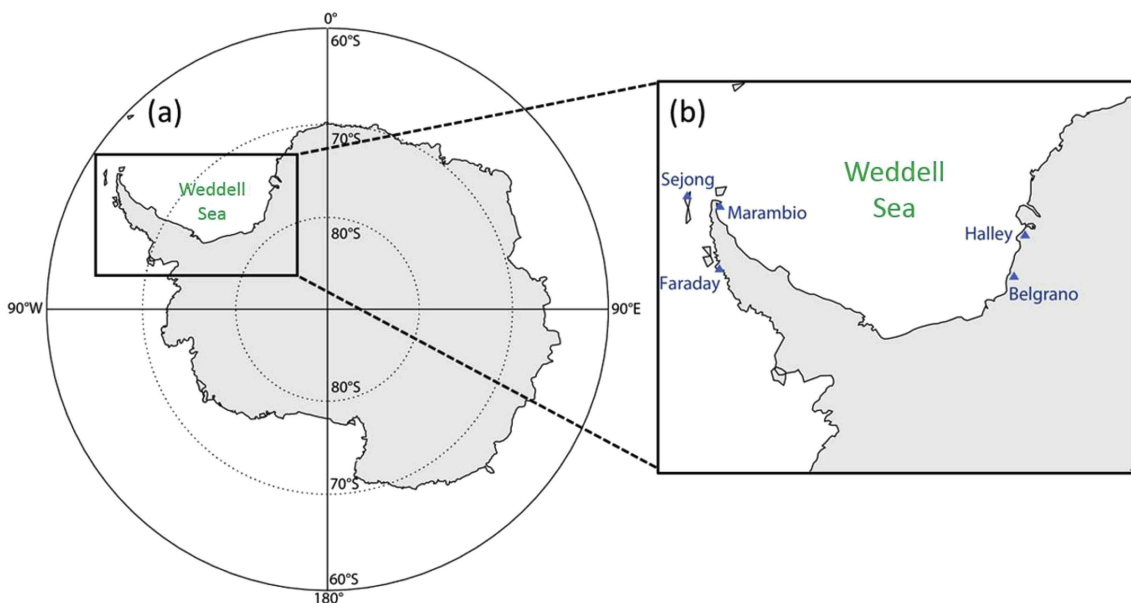 0°
60°S
(a)
70°S
Weddell
Sea
80°S
90°W
90°E
80°S
70°S
60°S
180°
(b)
Weddell
Sea
Sejong
Marambio
Halley
Faraday
Belgrano